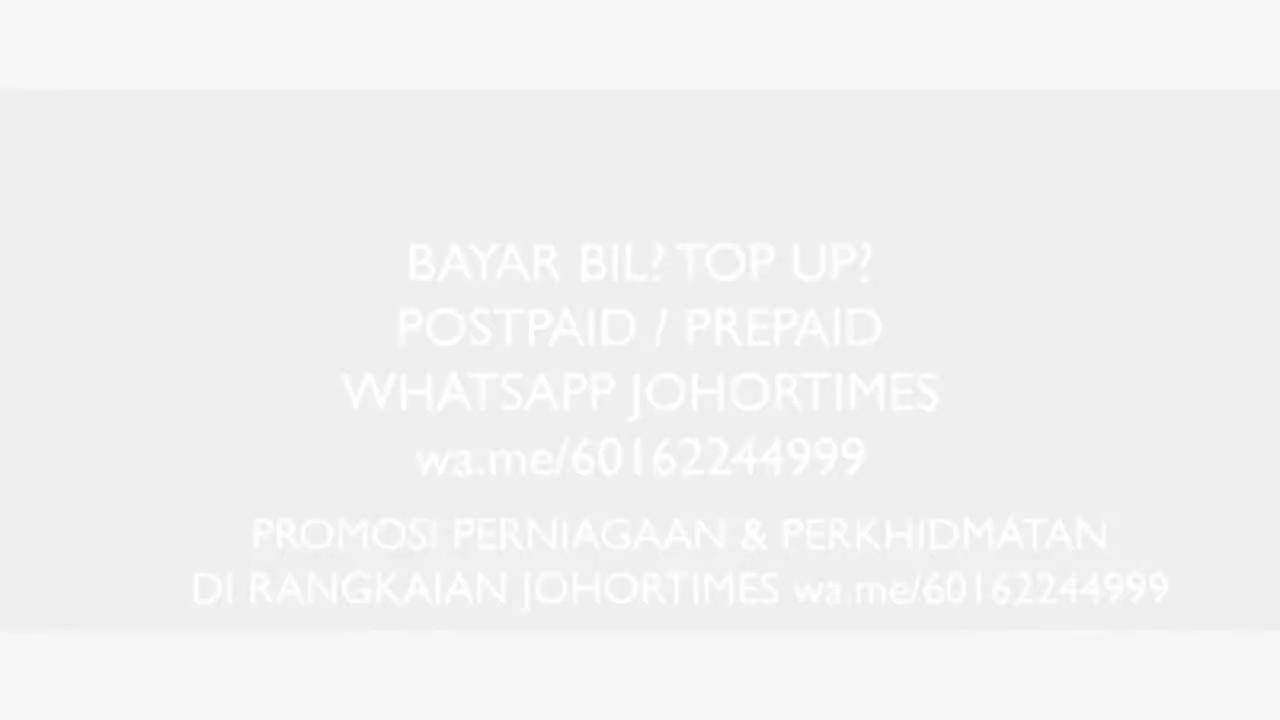 BAYAR BIL? TOP UP?
POSTPAID / PREPAID
WHATSAPP JOHORTIMES
wa.me/60162244999
PROMOSI PERNIAGAAN & PERKHIDMATAN
DI RANGKAIAN JOHORTIMES wa.me/60162244999